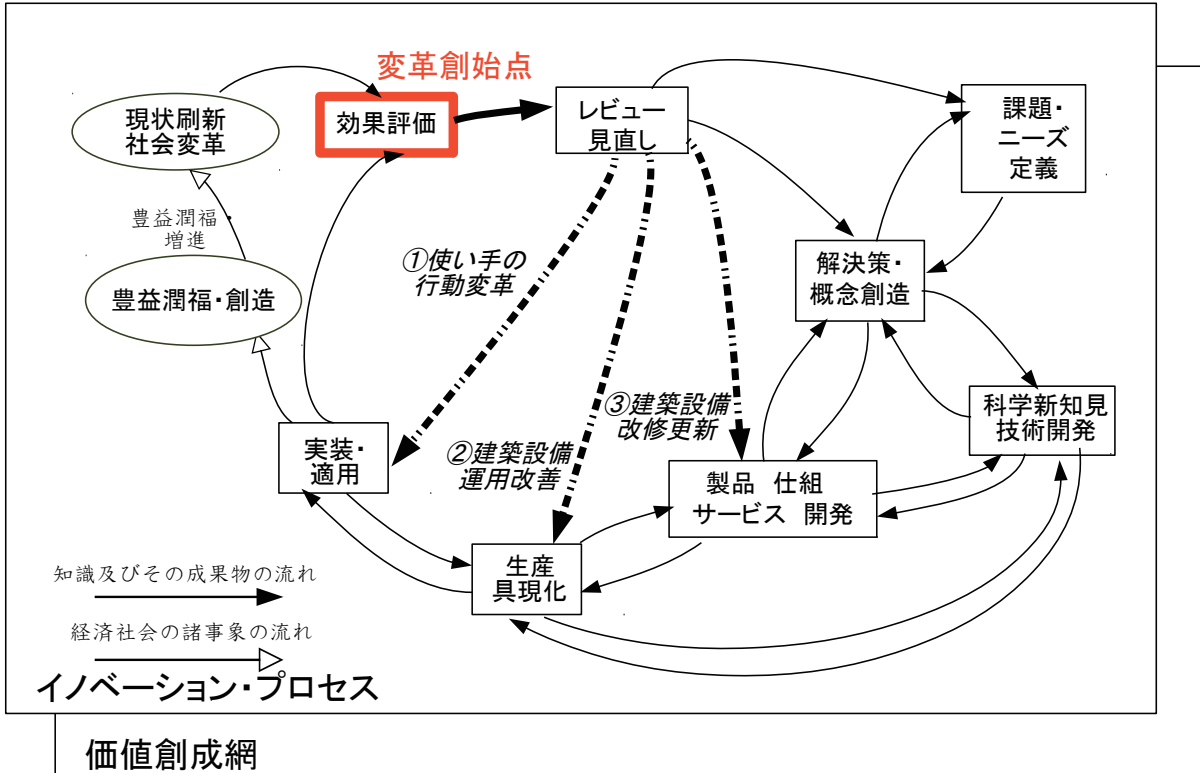 変革創始点
現状刷新
社会変革
効果評価
レビュー
見直し
課題・
ニーズ
定義
豊益潤福・
増進
①使い手の
行動変革
解決策・
概念創造
豊益潤福・創造
③建築設備
改修更新
科学新知見
技術開発
実装・
適用
②建築設備
運用改善
製品 仕組
サービス 開発
生産
具現化
知識及びその成果物の流れ
経済社会の諸事象の流れ
イノベーション・プロセス
価値創成網